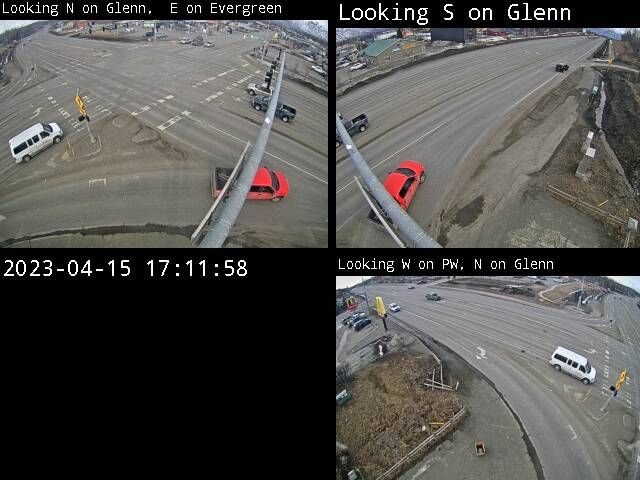 Looking N on Glenn, E on Evergreen
Looking S on Glenn
2023-04-15 17:11:58
Looking W on PW, N on Glenn